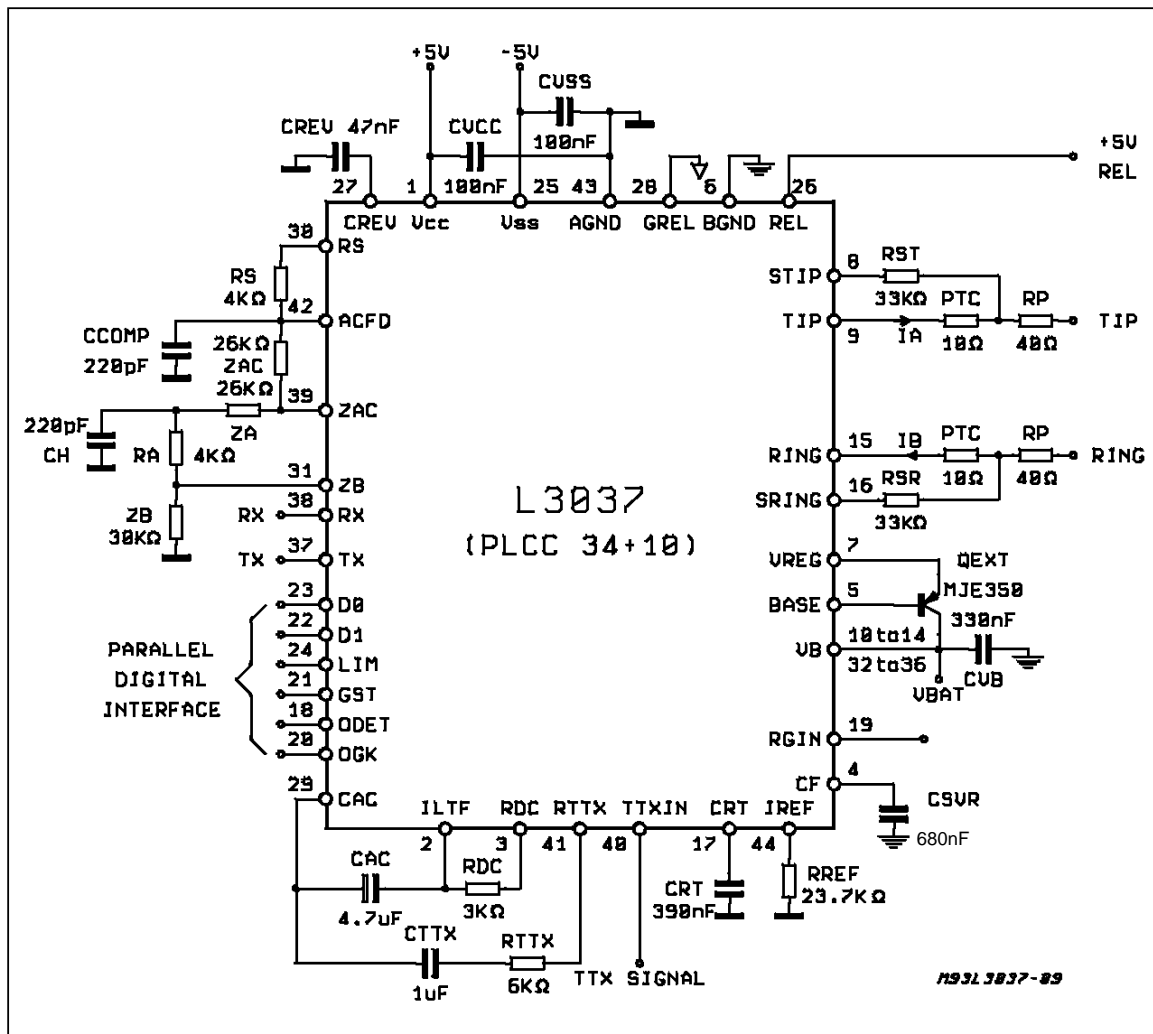 +5V -5V
CVSS
CREV 47nF CVCC 100nF
+5V
REL
27 1 100nF 25 43 28 6 26
CREV Vcc Vss AGND GREL BGND REL
30 RS
RS
4KΩ
STIP 8 RST
33KΩ PTC RP
42 ACFD
TIP 9 IA 10Ω 40Ω TIP
CCOMP
220pF
26KΩ
ZAC
26KΩ
39 ZAC
220pF
CH RA 4KΩ ZA
RING 15 IB PTC RP
10Ω 40Ω RING
31 ZB
SRING 16 RSR
33KΩ
ZB
30KΩ
RX 38 RX
L3037
(PLCC 34+10)
TX 37 TX
VREG 7 QEXT
MJE350
23 D0
BASE 5
330nF
22 D1
PARALLEL
DIGITAL
INTERFACE
VB 10to14
32to36
CVB
VBAT
24 LIM
21 GST
18 ODET
RGIN 19
20 OGK
29 CAC
CF 4
CSVR
680nF
ILTF RDC RTTX TTXIN CRT IREF
2 3 41 40 17 44
CAC
4.7uF
RDC
3KΩ
CRT
390nF
RREF
23.7KΩ
CTTX
1uF
RTTX
6KΩ
TTX SIGNAL
M93L3037-09